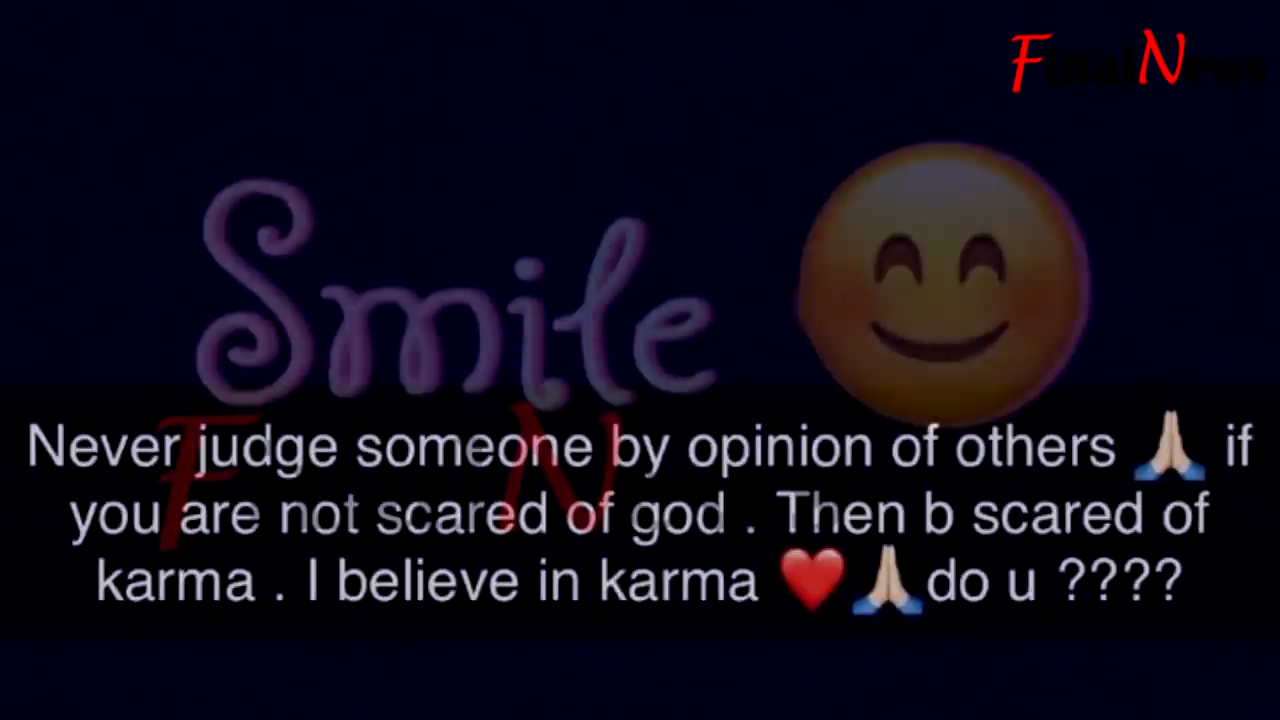 FinalNews
Smile
F N
Never judge someone by opinion of others 🙏🏻 if
you are not scared of god . Then b scared of
karma . I believe in karma ❤️🙏🏻do u ????